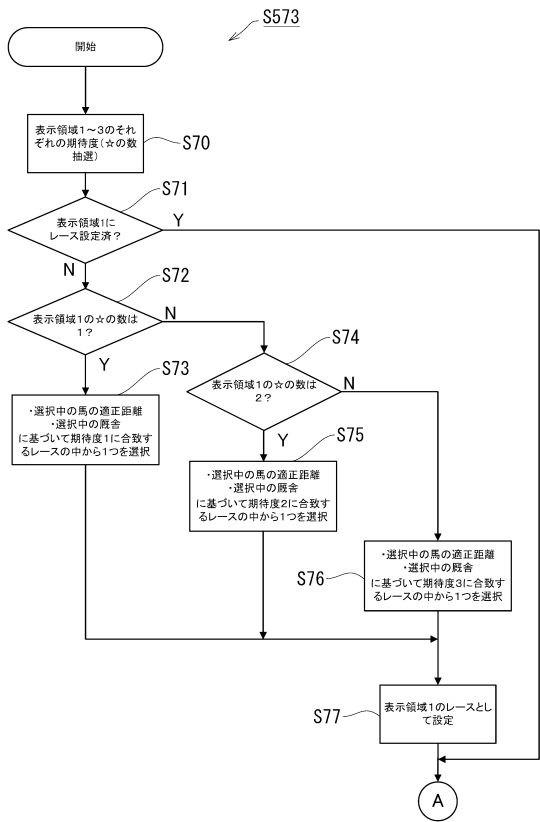 S573
開始
表示領域1～3のそれ
ぞれの期待度(☆の数
抽選)
S70
S71
表示領域1に
レース設定済？
Y
N
S72
表示領域1の☆の数は
1？
N
Y
S73
・選択中の馬の適正距離
・選択中の厩舎
に基づいて期待度1に合致す
るレースの中から1つを選択
S74
表示領域1の☆の数は
2？
N
Y
S75
・選択中の馬の適正距離
・選択中の厩舎
に基づいて期待度2に合致す
るレースの中から1つを選択
S76
・選択中の馬の適正距離
・選択中の厩舎
に基づいて期待度3に合致す
るレースの中から1つを選択
S77
表示領域1のレースとし
て設定
A